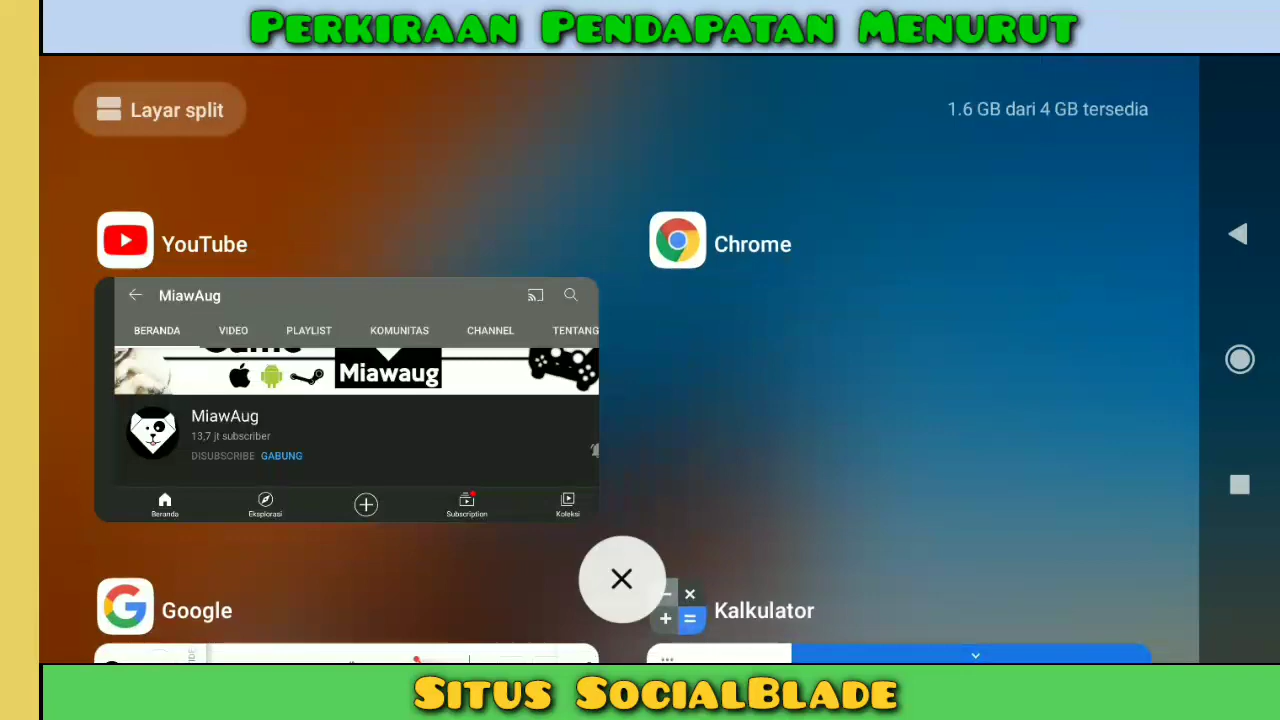 Perkiraan Pendapatan Menurut
Layar split
1.6 GB dari 4 GB tersedia
YouTube
Chrome
MiawAug
BERANDA VIDEO PLAYLIST KOMUNITAS CHANNEL TENTANG
Game
Miawaug
MiawAug
13,7 jt subscriber
DISUBSCRIBE GABUNG
Beranda Eksplorasi Subscription Koleksi
Google
Kalkulator
Situs SocialBlade